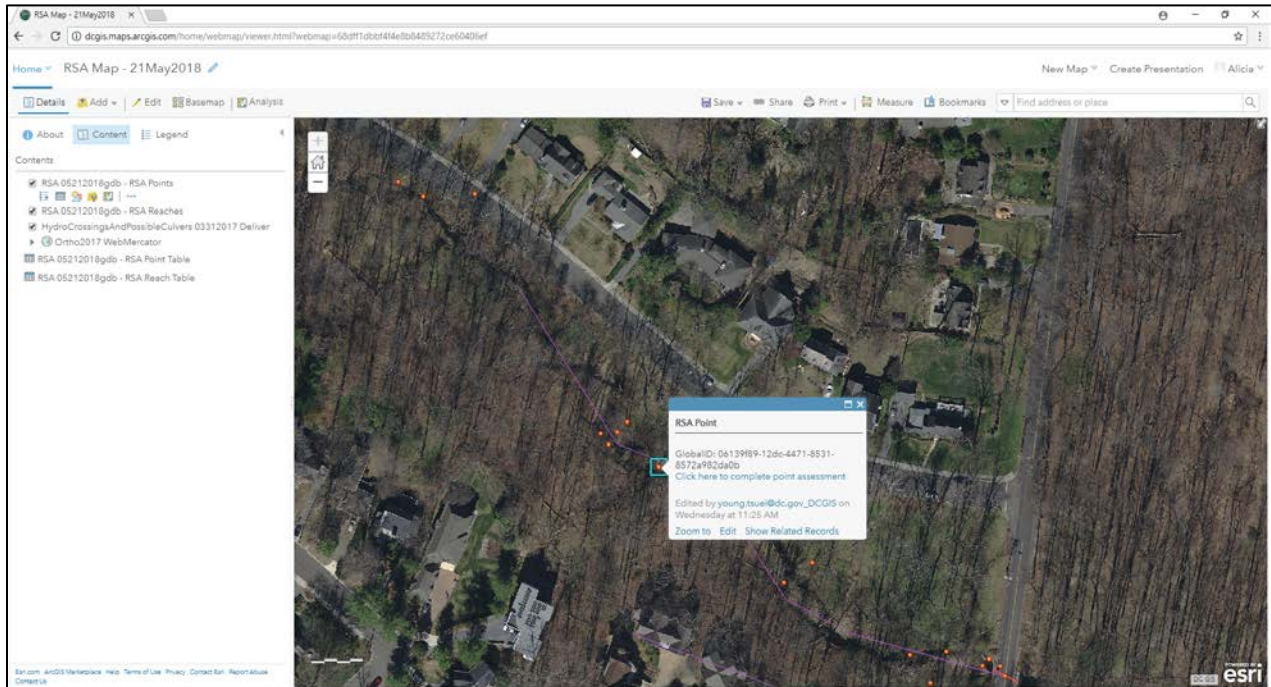 RSA Map - 21May2018
dcgis.maps.arcgis.com/home/webmap/viewer.html?webmap=
Home RSA Map - 21May2018
New Map Create Presentation Alicia
Details Add Edit Basemap Analysis
Save Share Print Measure Bookmarks Find address or place
About Content Legend
Contents
RSA 05212018gdb - RSA Points
RSA 05212018gdb - RSA Reaches
HydroCrossingsAndPossibleCulvers 03312017 Deliver
Ortho2017 WebMercator
RSA 05212018gdb - RSA Point Table
RSA 05212018gdb - RSA Reach Table
RSA Point
GlobalID: 06139f89-12dc-4471-8531-
8572a982da0b
Click here to complete point assessment
Edited by young.tsuei@dc.gov_DCGIS on
Wednesday at 11:25 AM
Zoom to Edit Show Related Records
Esri.com ArcGIS Marketplace Help Terms of Use Privacy Contact Esri Report Abuse
Contact Us
POWERED BY
DCGIS esri